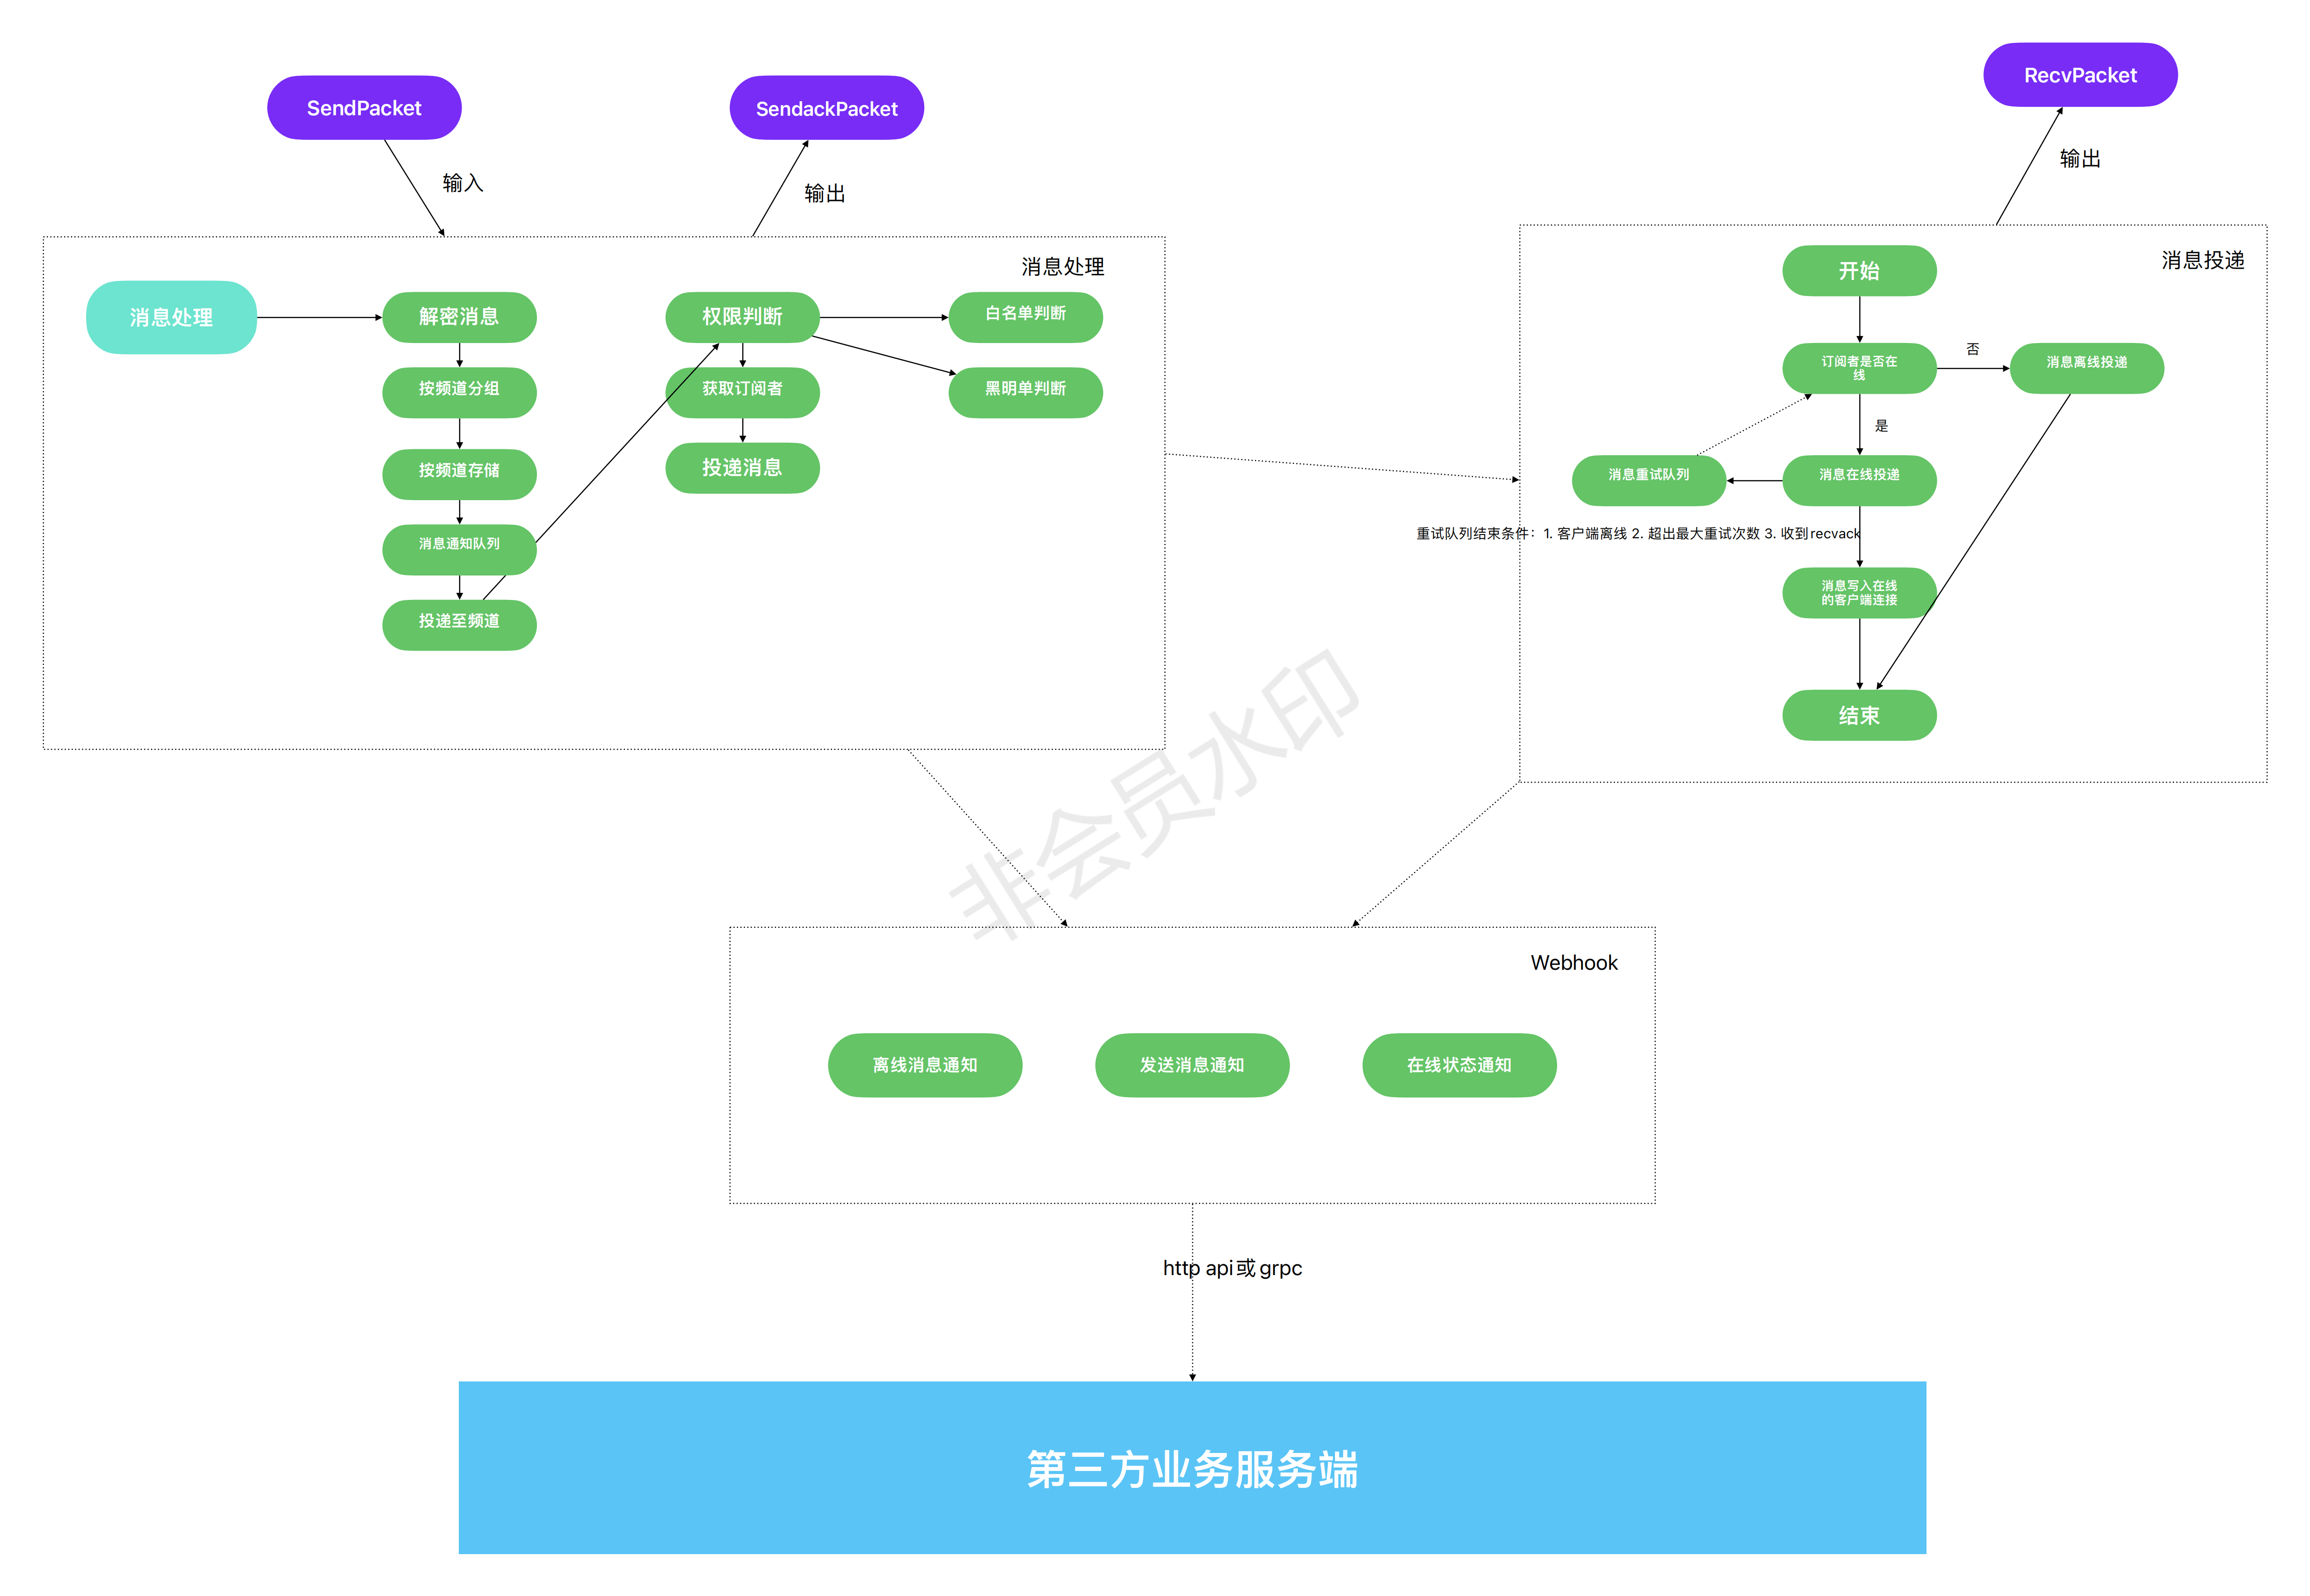 SendPacket
SendackPacket
RecvPacket
输入
输出
输出
消息处理
消息处理
解密消息
按频道分组
按频道存储
消息通知队列
投递至频道
权限判断
获取订阅者
投递消息
白名单判断
黑明单判断
消息投递
开始
订阅者是否在
线
否
消息离线投递
是
消息重试队列
消息在线投递
重试队列结束条件：1. 客户端离线 2. 超出最大重试次数 3. 收到recvack
消息写入在线
的客户端连接
结束
非会员水印
Webhook
离线消息通知
发送消息通知
在线状态通知
http api或grpc
第三方业务服务端